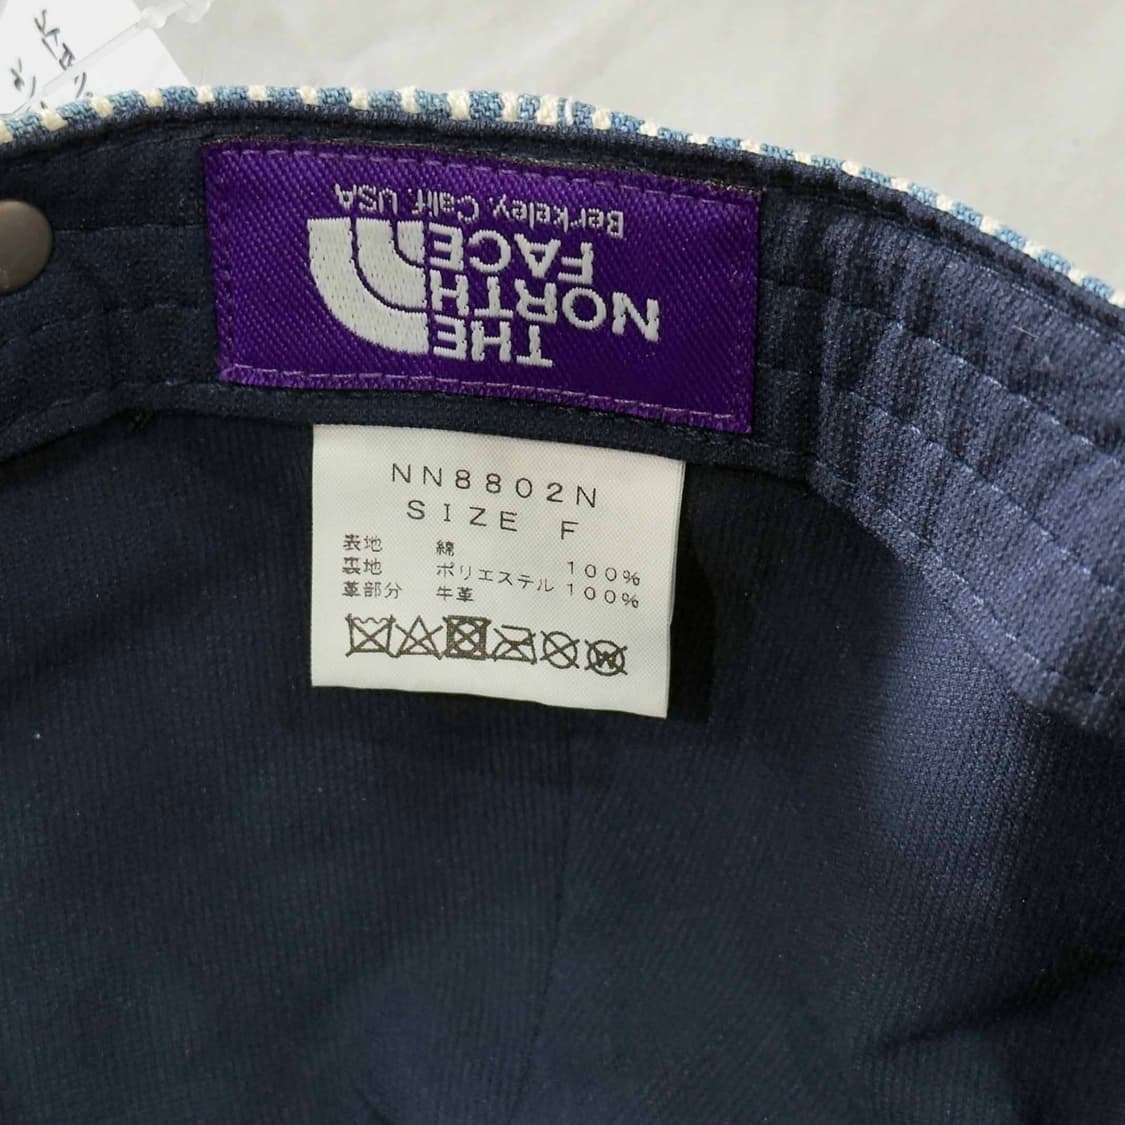 THE
NORTH
FACE
Berkeley Calif. USA
NN8802N
SIZE F
表地 綿 100%
裏地 ポリエステル 100%
革部分 牛革